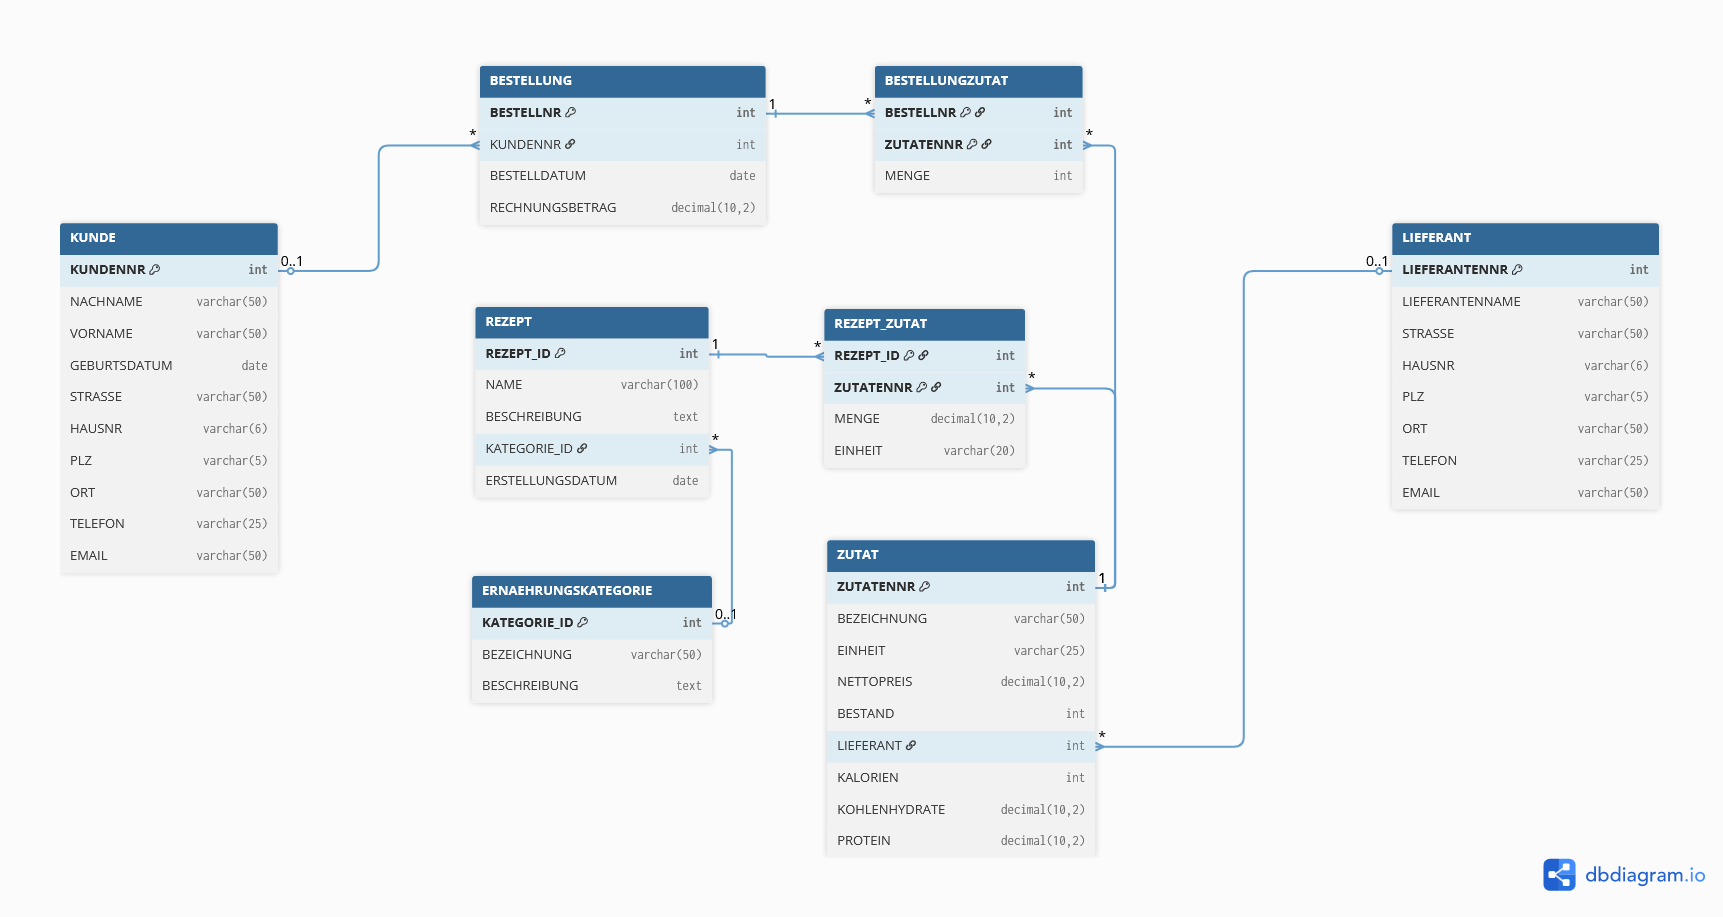 BESTELLUNG
BESTELLNR int
KUNDENNR int
BESTELLDATUM date
RECHNUNGSBETRAG decimal(10,2)
1
*
*
BESTELLUNGZUTAT
BESTELLNR int
ZUTATENNR int
MENGE int
*
KUNDE
KUNDENNR int
NACHNAME varchar(50)
VORNAME varchar(50)
GEBURTSDATUM date
STRASSE varchar(50)
HAUSNR varchar(6)
PLZ varchar(5)
ORT varchar(50)
TELEFON varchar(25)
EMAIL varchar(50)
0..1
LIEFERANT
LIEFERANTENNR int
LIEFERANTENNAME varchar(50)
STRASSE varchar(50)
HAUSNR varchar(6)
PLZ varchar(5)
ORT varchar(50)
TELEFON varchar(25)
EMAIL varchar(50)
0..1
REZEPT
REZEPT_ID int
NAME varchar(100)
BESCHREIBUNG text
KATEGORIE_ID int
ERSTELLUNGSDATUM date
1
*
*
REZEPT_ZUTAT
REZEPT_ID int
ZUTATENNR int
MENGE decimal(10,2)
EINHEIT varchar(20)
*
ERNAEHRUNGSKATEGORIE
KATEGORIE_ID int
BEZEICHNUNG varchar(50)
BESCHREIBUNG text
0..1
ZUTAT
ZUTATENNR int
BEZEICHNUNG varchar(50)
EINHEIT varchar(25)
NETTOPREIS decimal(10,2)
BESTAND int
LIEFERANT int
KALORIEN int
KOHLENHYDRATE decimal(10,2)
PROTEIN decimal(10,2)
1
*
dbdiagram.io